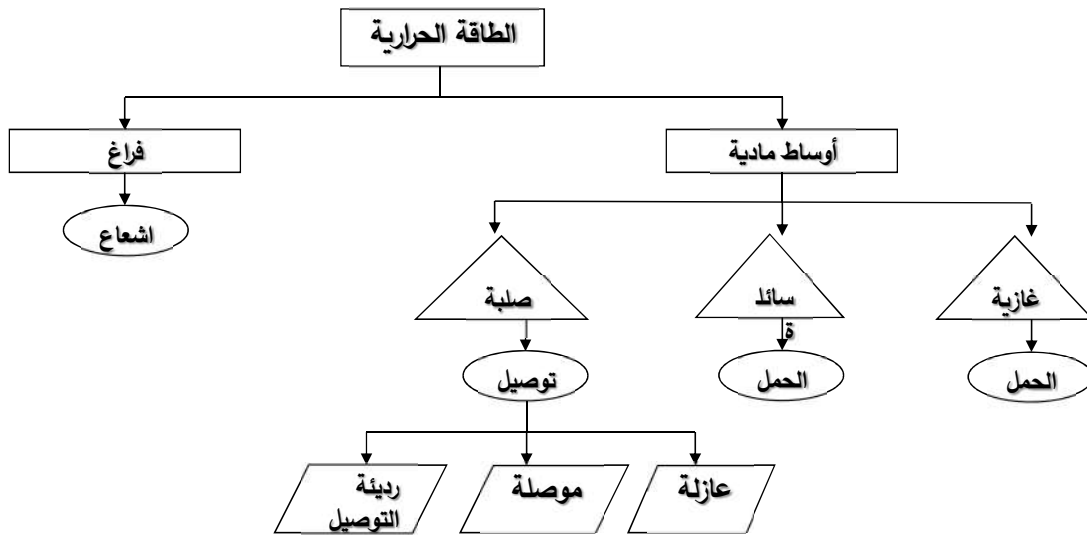 الطاقة الحرارية
أوساط مادية
فراغ
اشعاع
غازية
سائل
ة
صلبة
الحمل
الحمل
توصيل
عازلة
موصلة
رديئة
التوصيل